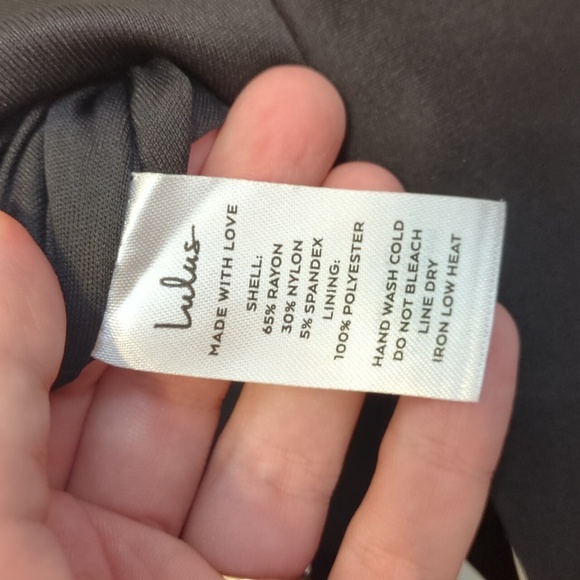 Lulus
MADE WITH LOVE
SHELL:
65% RAYON
30% NYLON
5% SPANDEX
LINING:
100% POLYESTER
HAND WASH COLD
DO NOT BLEACH
LINE DRY
IRON LOW HEAT